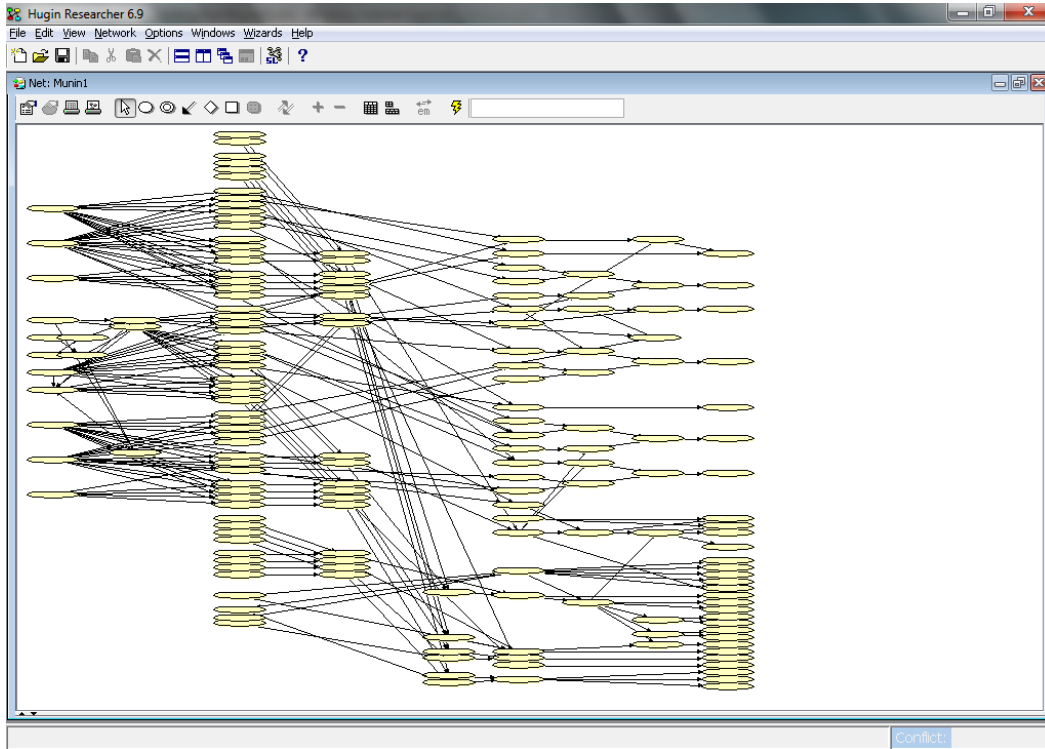 Hugin Researcher 6.9
File Edit View Network Options Windows Wizards Help
Net: Munin1
Conflict: